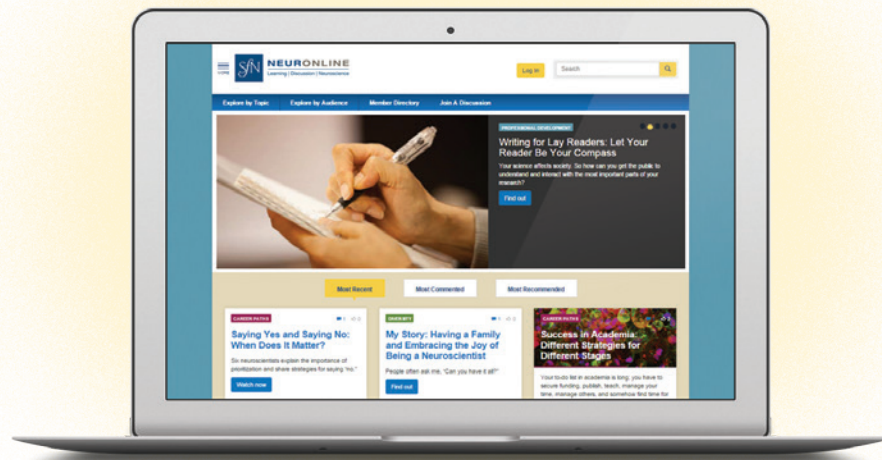 SfN
NEURONLINE
Learning | Discussion | Neuroscience
MORE
Log in
Search
Explore by Topic
Explore by Audience
Member Directory
Join A Discussion
PROFESSIONAL DEVELOPMENT
Writing for Lay Readers: Let Your
Reader Be Your Compass
Your science affects society. So how can you get the public to
understand and interact with the most important parts of your
research?
Find out
Most Recent
Most Commented
Most Recommended
CAREER PATHS
Saying Yes and Saying No:
When Does It Matter?
Six neuroscientists explain the importance of
prioritization and share strategies for saying "no."
Watch now
DIVERSITY
My Story: Having a Family
and Embracing the Joy of
Being a Neuroscientist
People often ask me, "Can you have it all?"
Find out
CAREER PATHS
Success in Academia:
Different Strategies for
Different Stages
Your to-do list in academia is long; you have to
secure funding, publish, teach, manage your
time, manage others, and somehow find time for